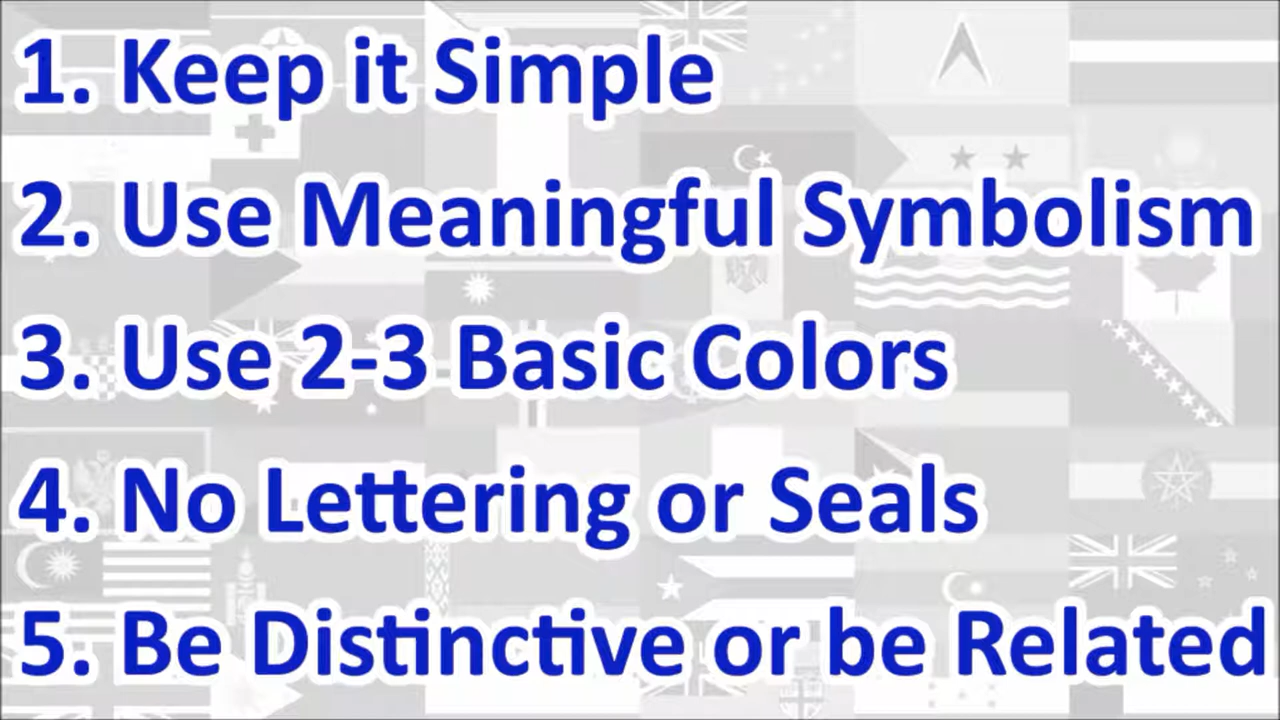 1. Keep it Simple
2. Use Meaningful Symbolism
3. Use 2-3 Basic Colors
4. No Lettering or Seals
5. Be Distinctive or be Related